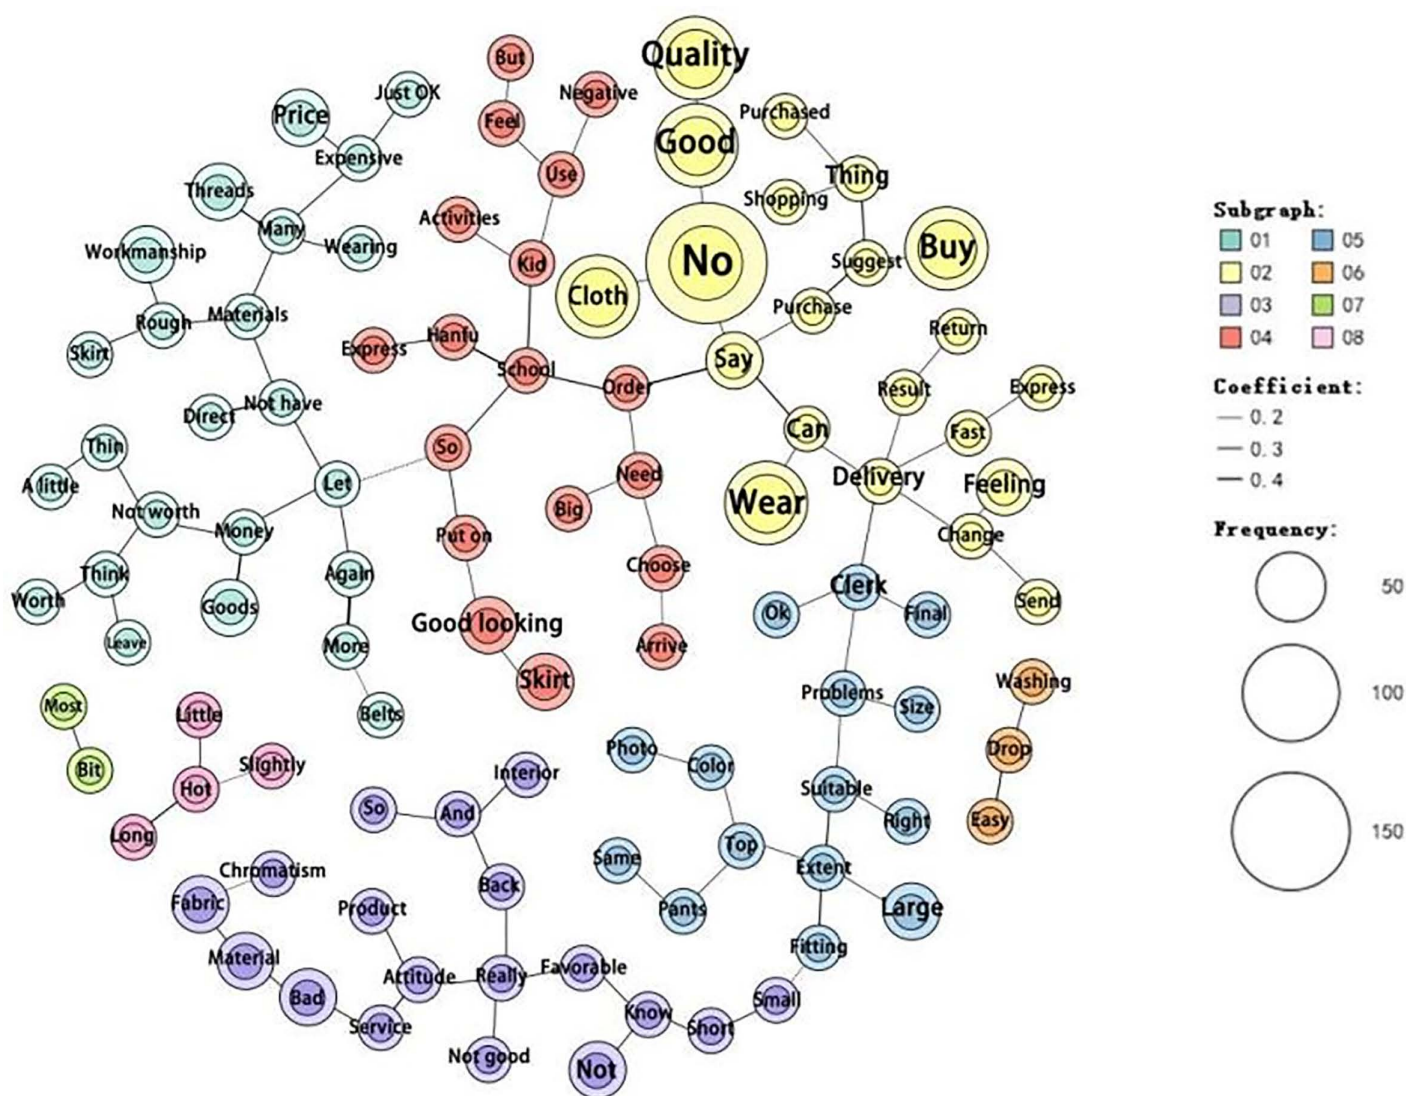 Quality
But
Just OK
Negative
Price
Purchased
Feel
Good
Expensive
Use
Thing
Threads
Shopping
Activities
Many
Wearing
Workmanship
Kid
No
Suggest
Buy
Cloth
Materials
Purchase
Rough
Hanfu
Return
Skirt
Express
School
Say
Order
Result
Express
Direct
Not have
Can
Fast
Thin
So
A little
Let
Need
Delivery
Feeling
Wear
Big
Not worth
Money
Put on
Change
Think
Again
Choose
Clerk
Worth
Goods
Ok
Final
Send
Leave
More
Good looking
Arrive
Skirt
Washing
Most
Little
Belts
Problems
Size
Photo
Drop
Bit
Slightly
Hot
Interior
Color
Long
So
And
Suitable
Right
Easy
Top
Same
Extent
Chromatism
Back
Fabric
Product
Pants
Large
Fitting
Material
Attitude
Really
Favorable
Bad
Small
Service
Know
Short
Not good
Not
Subgraph:
01 05
02 06
03 07
04 08
Coefficient:
0.2
0.3
0.4
Frequency:
50
100
150